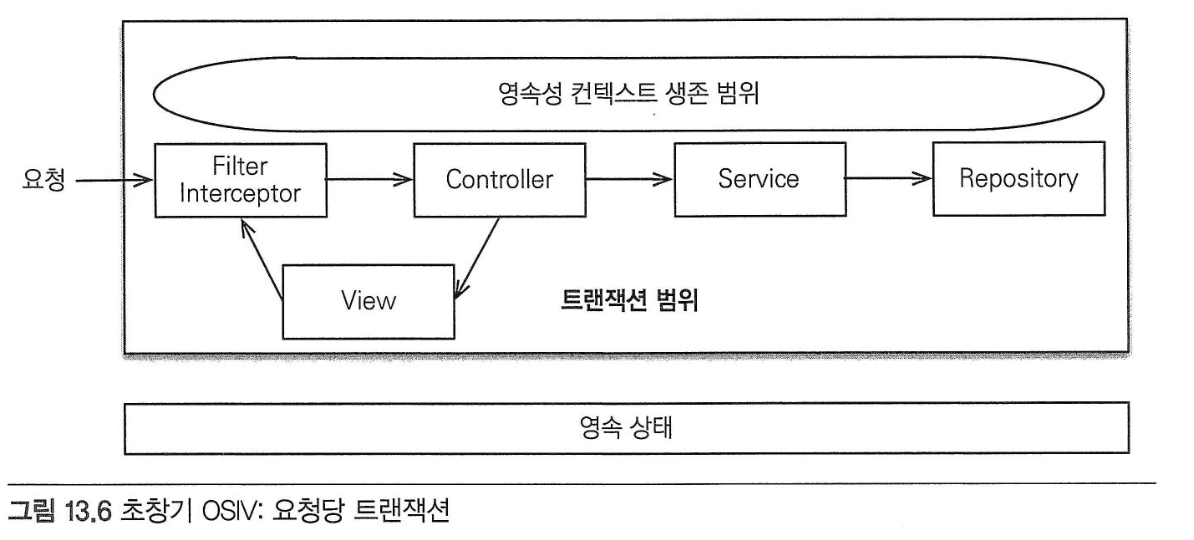 영속성 컨텍스트 생존 범위
요청
Filter
Interceptor
Controller
Service
Repository
View
트랜잭션 범위
영속 상태
그림 13.6 초창기 OSIV: 요청당 트랜잭션